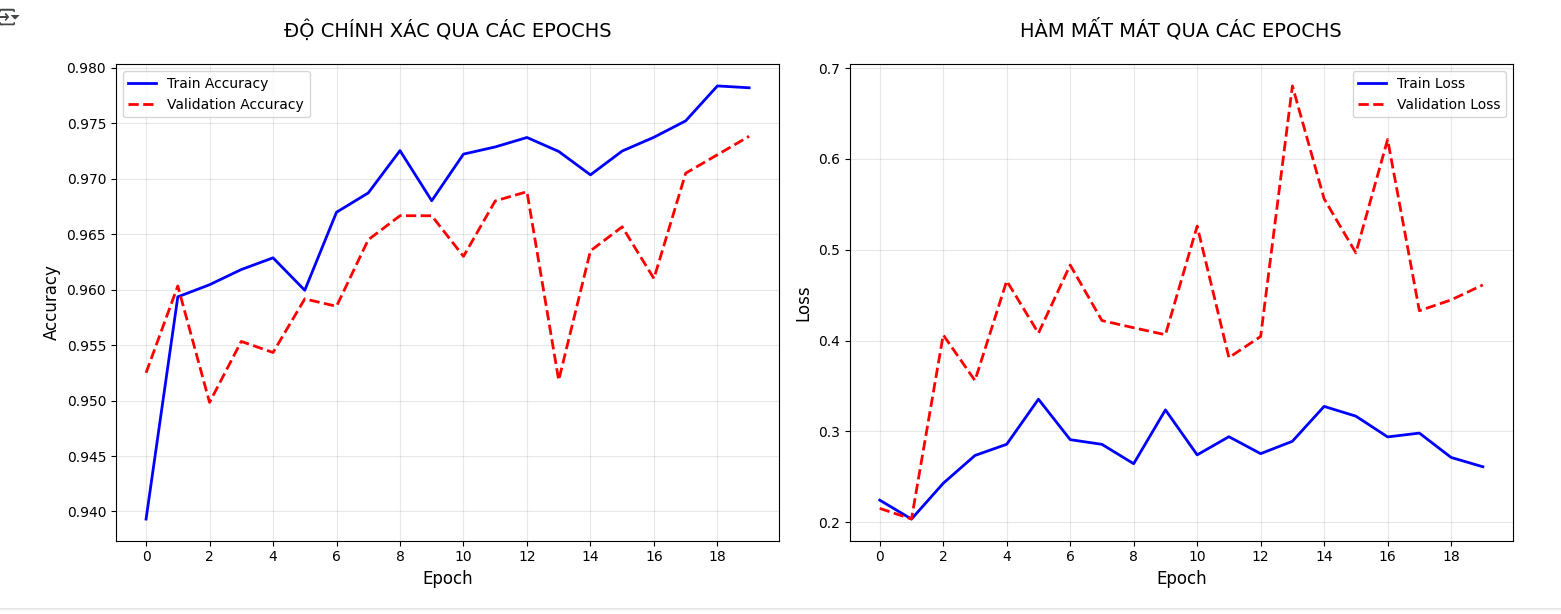 ĐỘ CHÍNH XÁC QUA CÁC EPOCHS
Train Accuracy
Validation Accuracy
0.980
0.975
0.970
0.965
0.960
0.955
0.950
0.945
0.940
Accuracy
0 2 4 6 8 10 12 14 16 18
Epoch
HÀM MẤT MÁT QUA CÁC EPOCHS
Train Loss
Validation Loss
0.7
0.6
0.5
0.4
0.3
0.2
Loss
0 2 4 6 8 10 12 14 16 18
Epoch